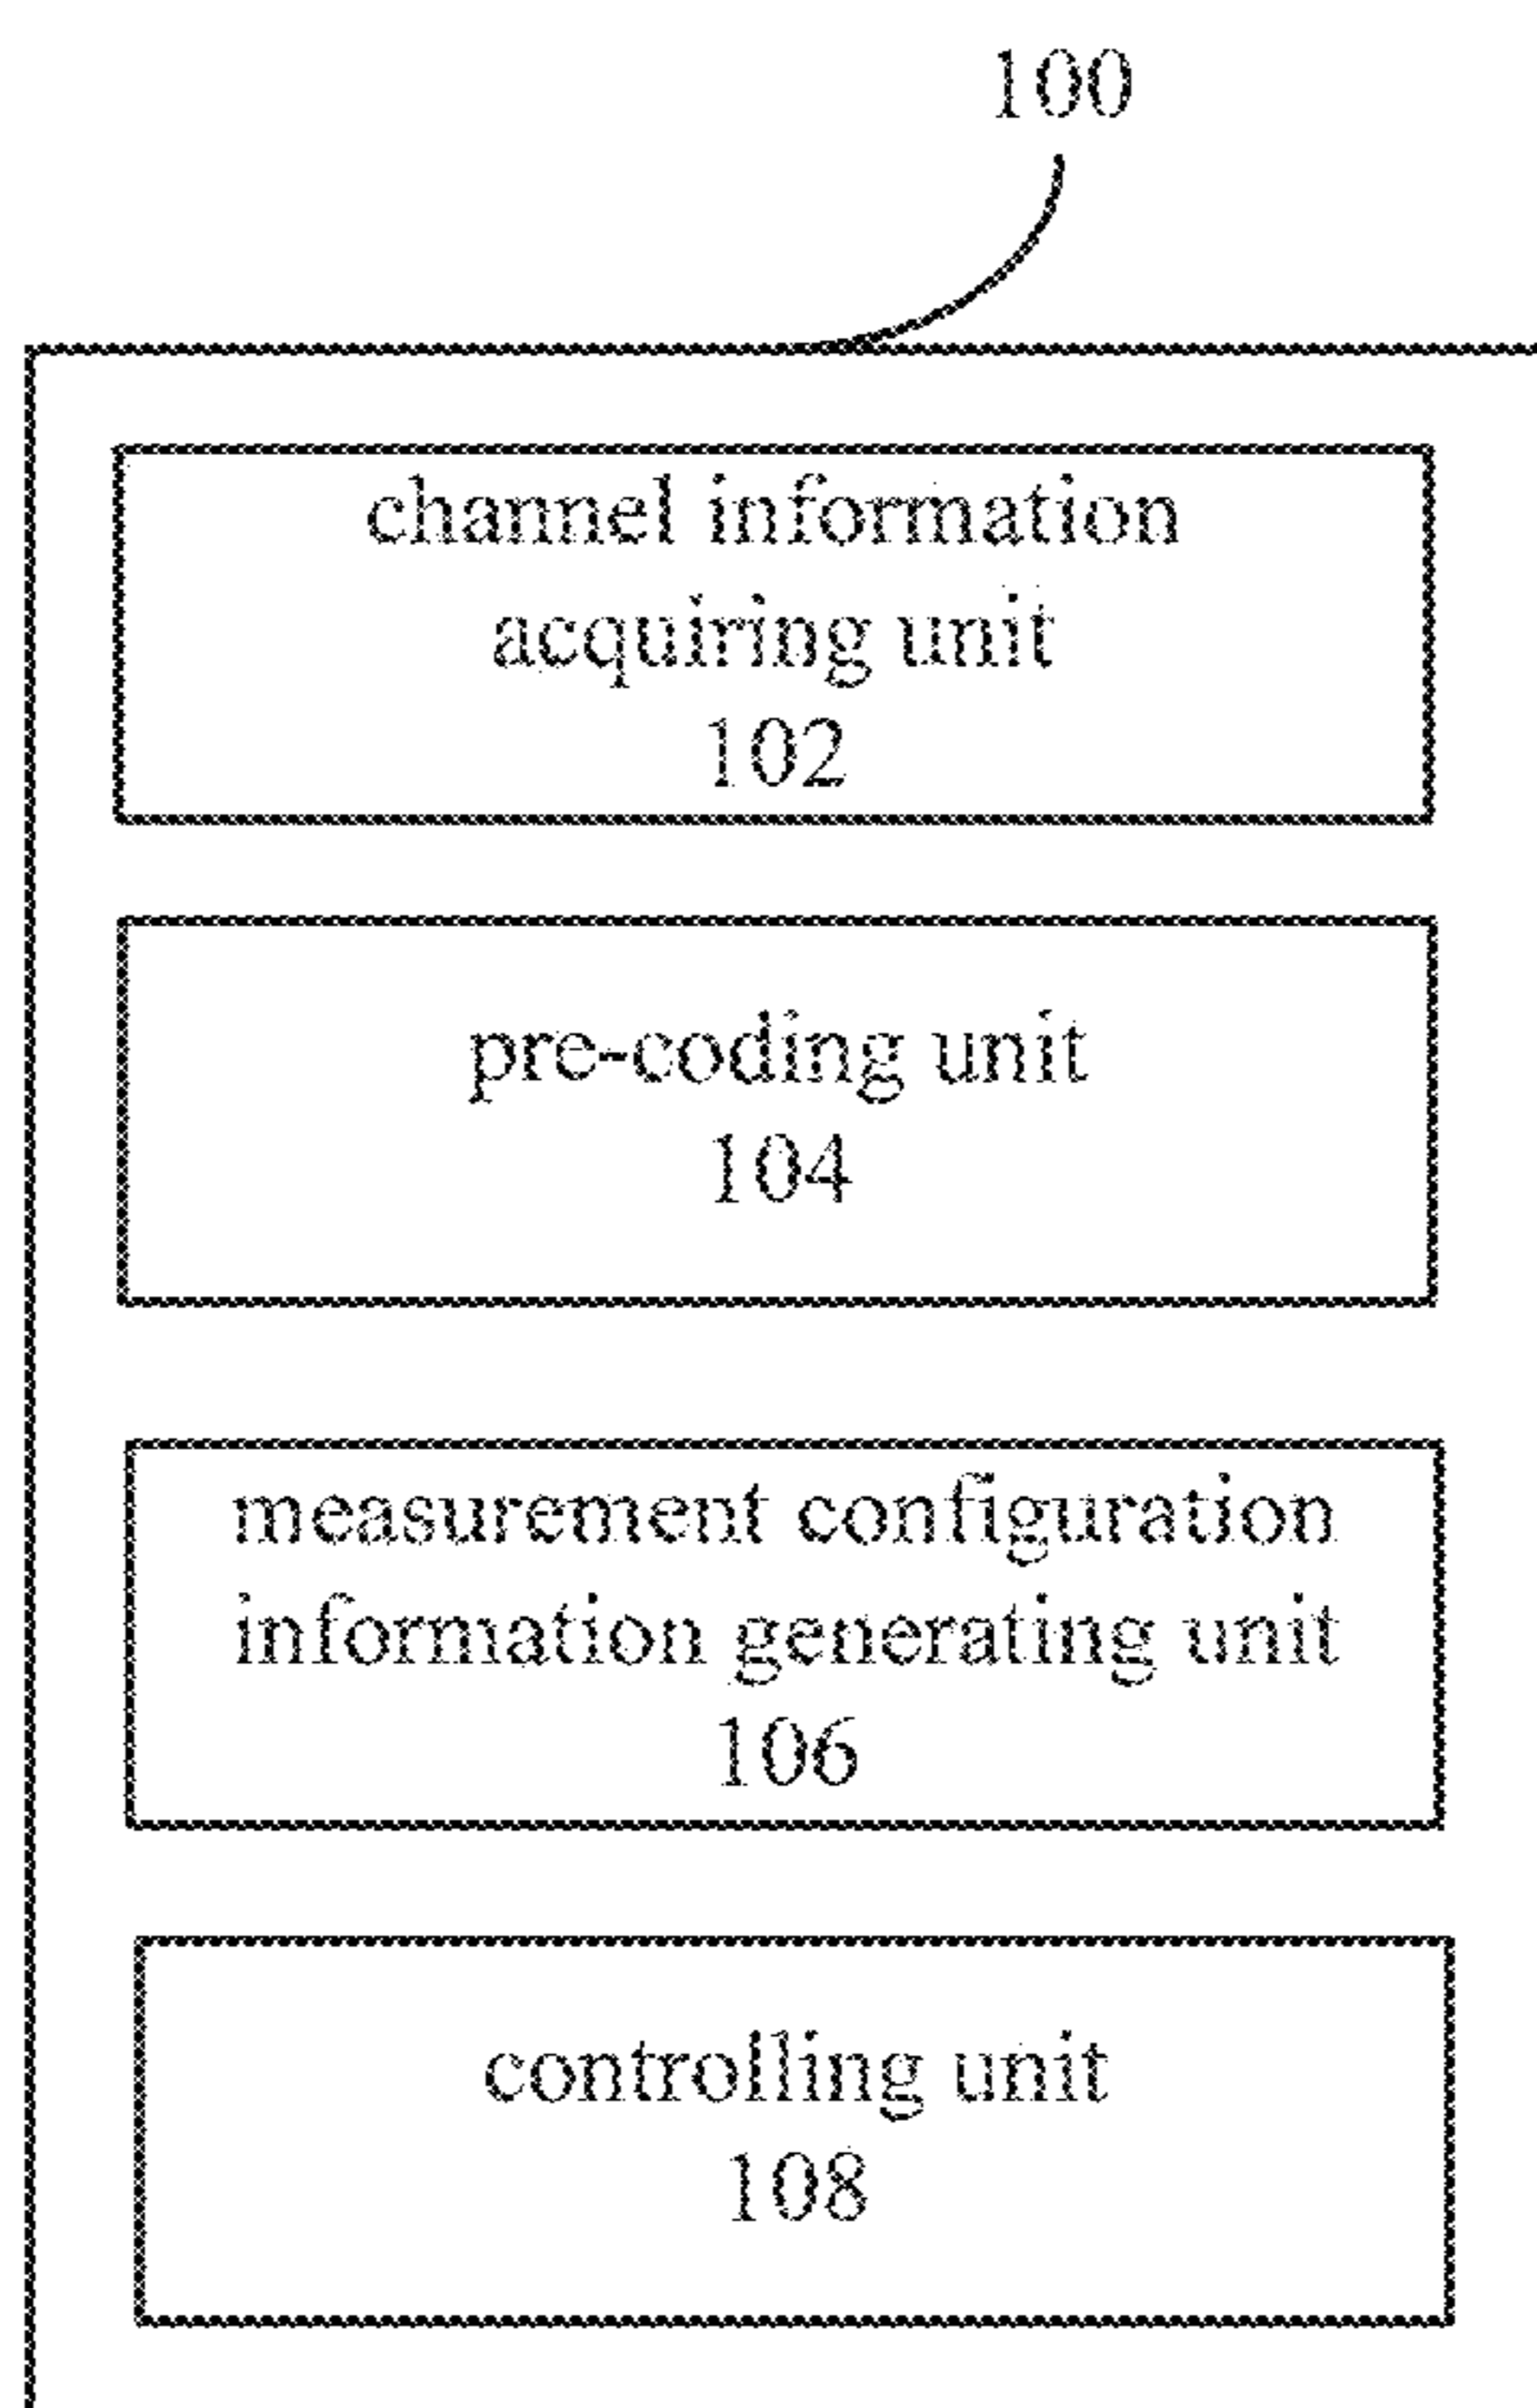 100
channel information
acquiring unit
102
pre-coding unit
104
measurement configuration
information generating unit
106
controlling unit
108